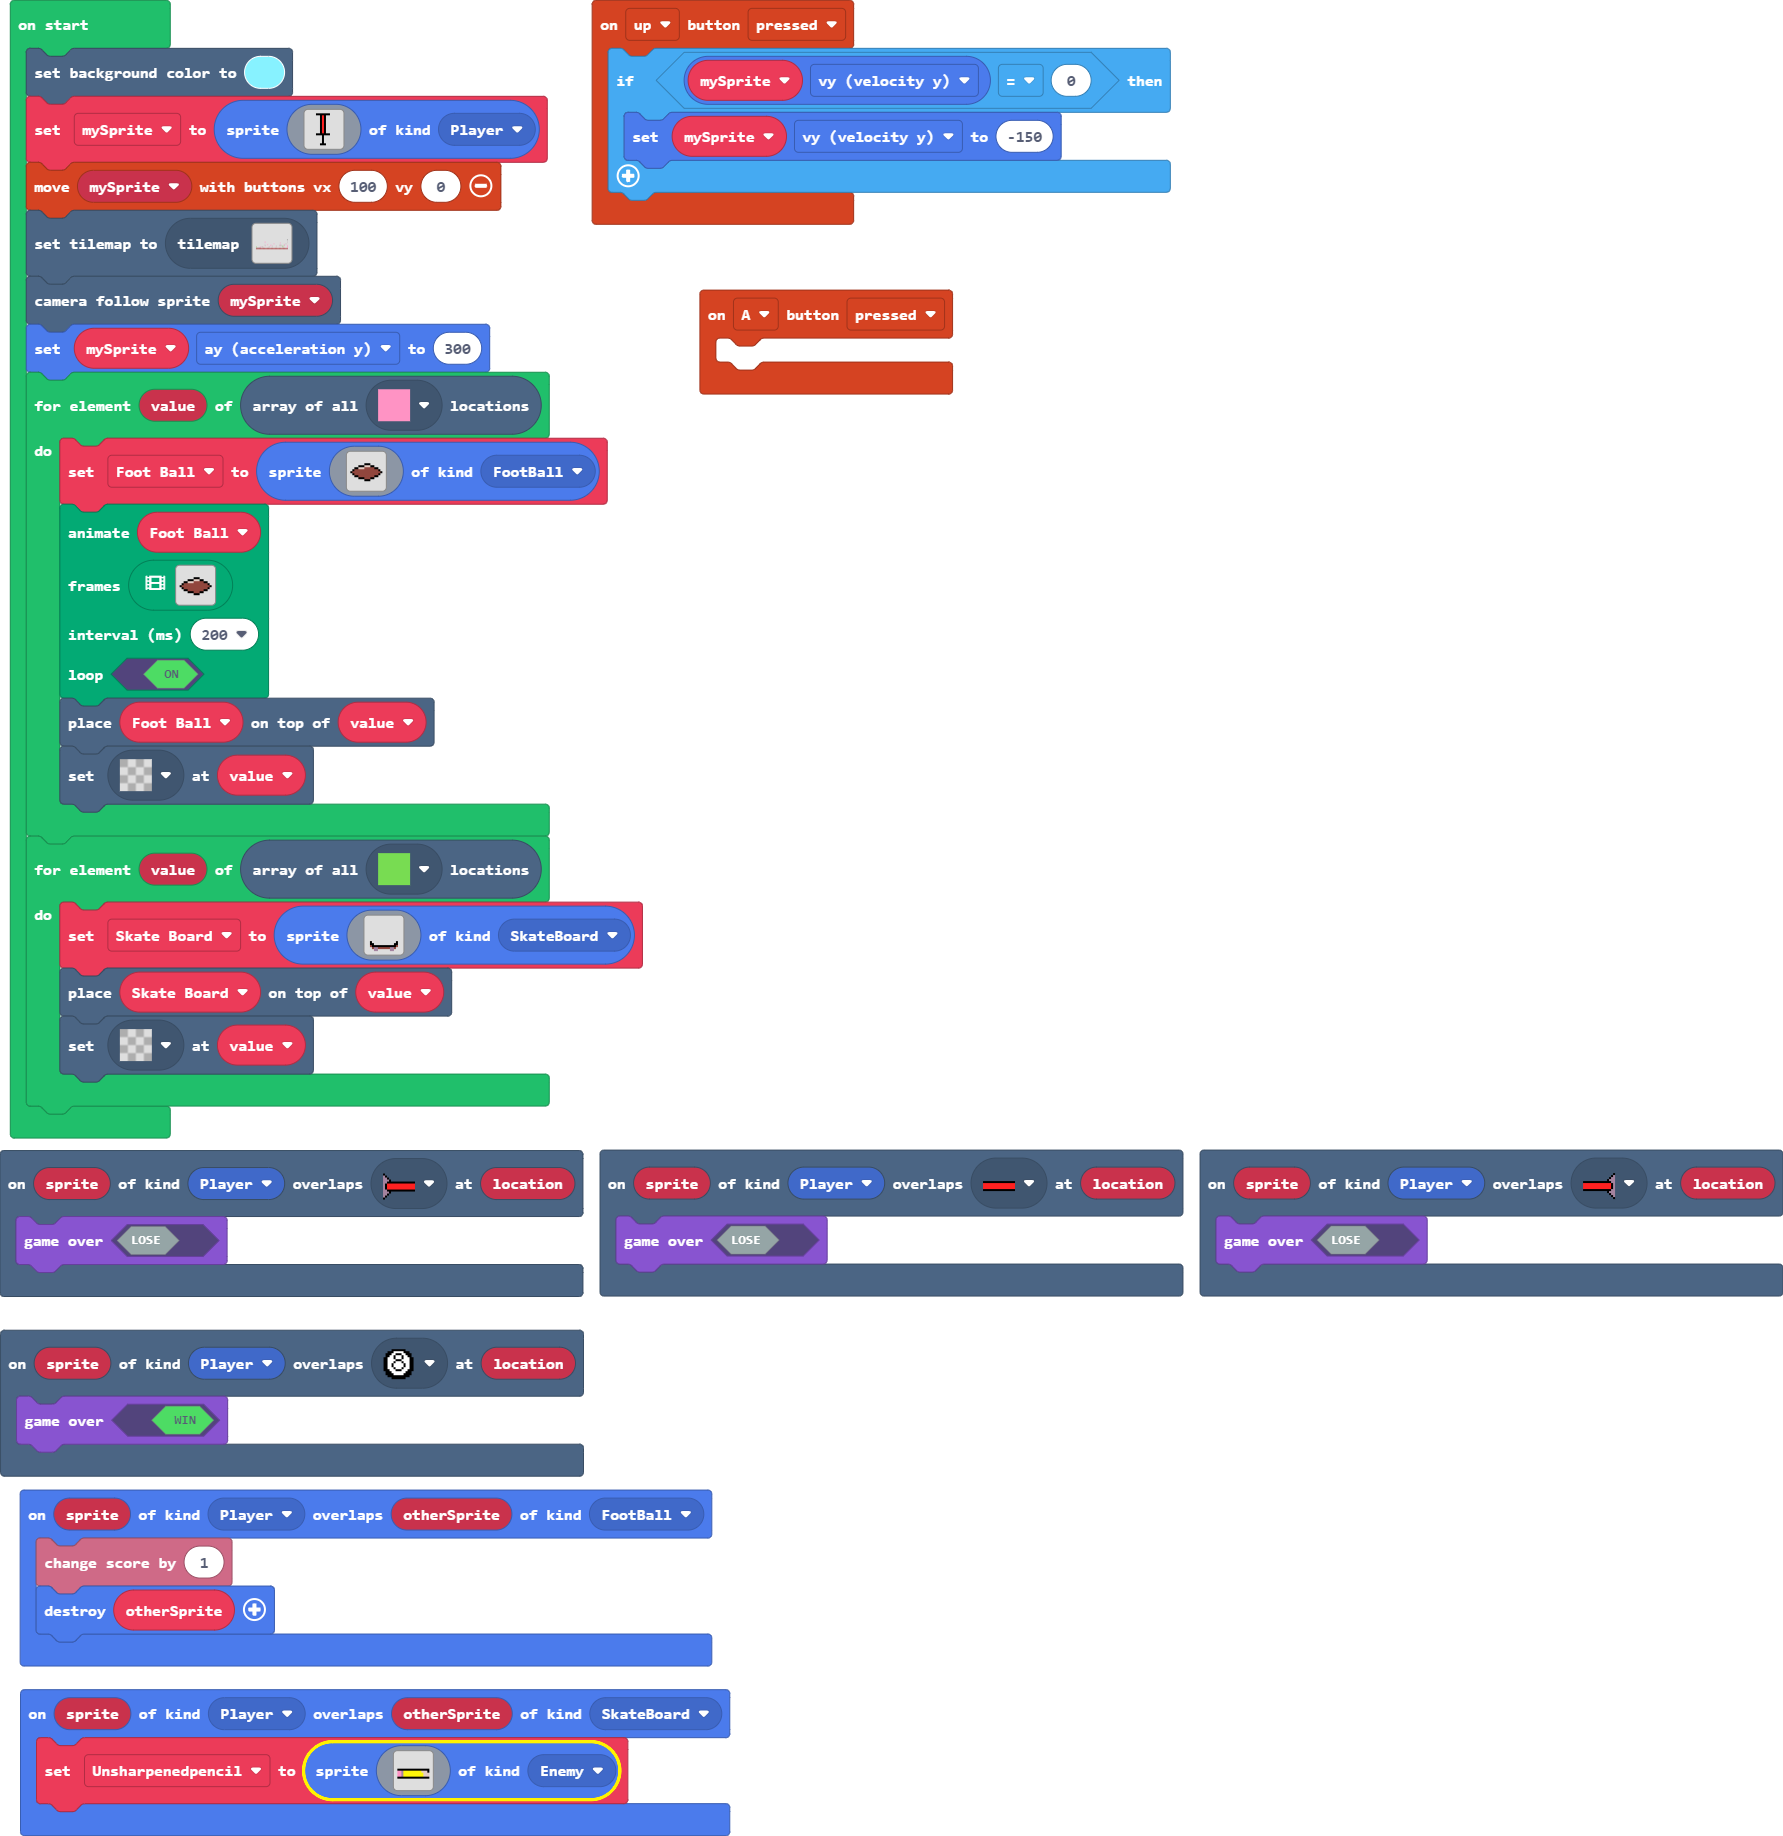 on start
set background color to
set mySprite to sprite of kind Player
move mySprite with buttons vx 100 vy 0
set tilemap to tilemap
camera follow sprite mySprite
set mySprite ay (acceleration y) to 300
for element value of array of all locations
do
set Foot Ball to sprite of kind FootBall
animate Foot Ball
frames
interval (ms) 200
loop ON
place Foot Ball on top of value
set at value
for element value of array of all locations
do
set Skate Board to sprite of kind SkateBoard
place Skate Board on top of value
set at value
on up button pressed
if mySprite vy (velocity y) = 0 then
set mySprite vy (velocity y) to -150
on A button pressed
on sprite of kind Player overlaps at location
game over LOSE
on sprite of kind Player overlaps at location
game over LOSE
on sprite of kind Player overlaps at location
game over LOSE
on sprite of kind Player overlaps 8 at location
game over WIN
on sprite of kind Player overlaps otherSprite of kind FootBall
change score by 1
destroy otherSprite
on sprite of kind Player overlaps otherSprite of kind SkateBoard
set Unsharpenedpencil to sprite of kind Enemy